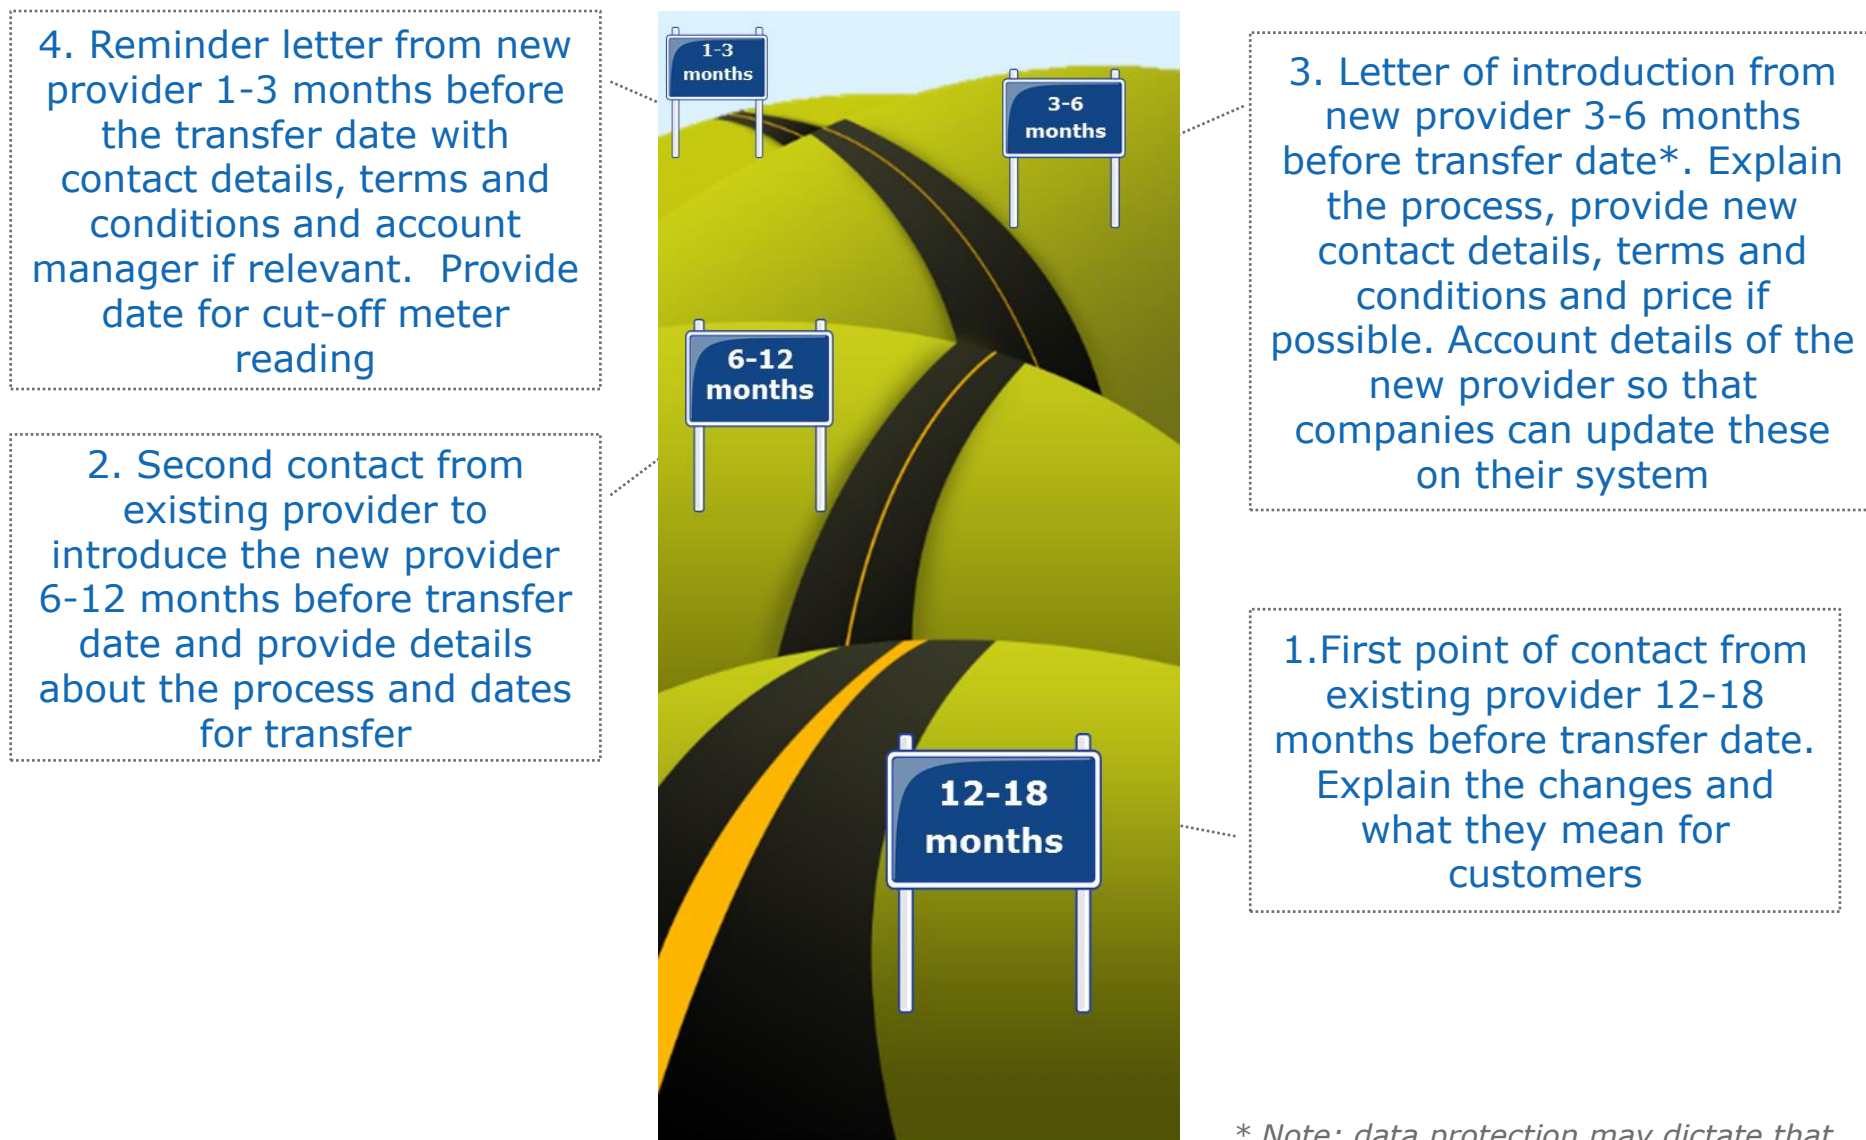 4. Reminder letter from new
provider 1-3 months before
the transfer date with
contact details, terms and
conditions and account
manager if relevant.  Provide
date for cut-off meter
reading
2. Second contact from
existing provider to
introduce the new provider
6-12 months before transfer
date and provide details
about the process and dates
for transfer
1-3
months
3-6
months
6-12
months
12-18
months
3. Letter of introduction from
new provider 3-6 months
before transfer date*. Explain
the process, provide new
contact details, terms and
conditions and price if
possible. Account details of the
new provider so that
companies can update these
on their system
1.First point of contact from
existing provider 12-18
months before transfer date.
Explain the changes and
what they mean for
customers
* Note: data protection may dictate that